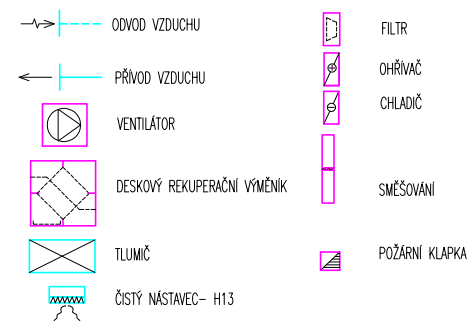 ODVOD VZDUCHU
PŘÍVOD VZDUCHU
VENTILÁTOR
DESKOVÝ REKUPERAČNÍ VÝMĚNÍK
TLUMIČ
ČISTÝ NÁSTAVEC- H13
FILTR
OHŘÍVAČ
CHLADIČ
SMĚŠOVÁNÍ
POŽÁRNÍ KLAPKA